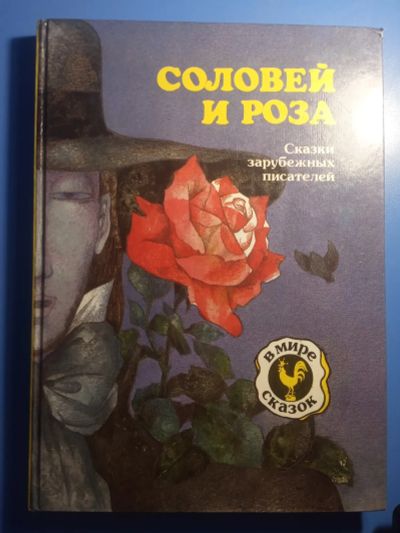 СОЛОВЕЙ
И РОЗА
Сказки
зарубежных
писателей
в мире
сказок